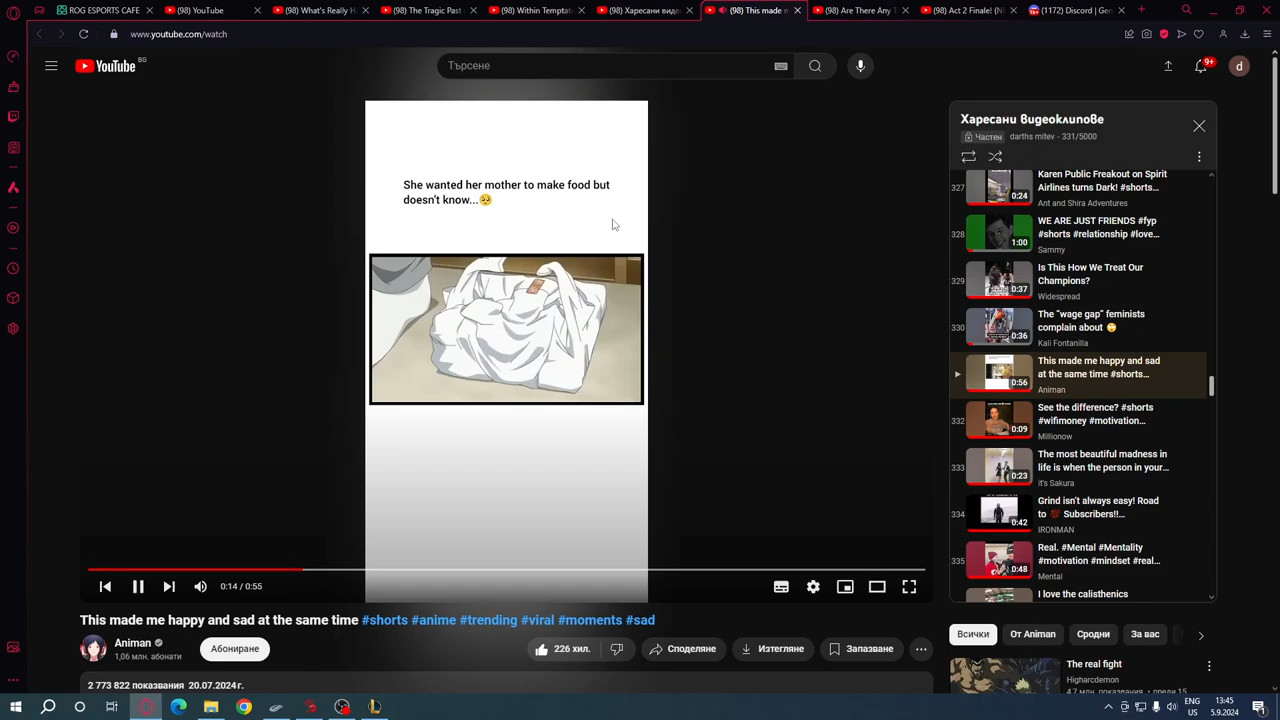 ROG ESPORTS CAFE
(98) YouTube
(98) What's Really H
(98) The Tragic Past
(98) Within Temptat
(98) Харесани видео
(98) This made m
(98) Are There Any T
(98) Act 2 Finale! (N
(1172) Discord | Gen
www.youtube.com/watch
YouTube BG
Търсене
9+
d
She wanted her mother to make food but
doesn't know...🥺
0:14 / 0:55
This made me happy and sad at the same time #shorts #anime #trending #viral #moments #sad
Animan
1,06 млн. абонати
Абониране
226 хил.
Споделяне
Изтегляне
Запазване
2 773 822 показвания 20.07.2024 г.
Харесани видеоклипове
Частен
darths mitev - 331/5000
327
0:24
Karen Public Freakout on Spirit
Airlines turns Dark! #shorts...
Ant and Shira Adventures
328
1:00
WE ARE JUST FRIENDS #fyp
#shorts #relationship #love...
Sammy
329
0:37
Is This How We Treat Our
Champions?
Widespread
330
0:36
The "wage gap" feminists
complain about 🙄
Kali Fontanilla
0:56
This made me happy and sad
at the same time #shorts...
Animan
332
0:09
See the difference? #shorts
#wifimoney #motivation...
Millionow
333
0:23
The most beautiful madness in
life is when the person in your...
it's Sakura
334
0:42
Grind isn't always easy! Road
to 💯 Subscribers!!...
IRONMAN
335
0:48
Real. #Mental #Mentality
#motivation #mindset #real...
Mental
I love the calisthenics
Всички
От Animan
Сродни
За вас
The real fight
Higharcdemon
4,7 млн. показвания • преди 15
ENG
US
13:45
5.9.2024
1